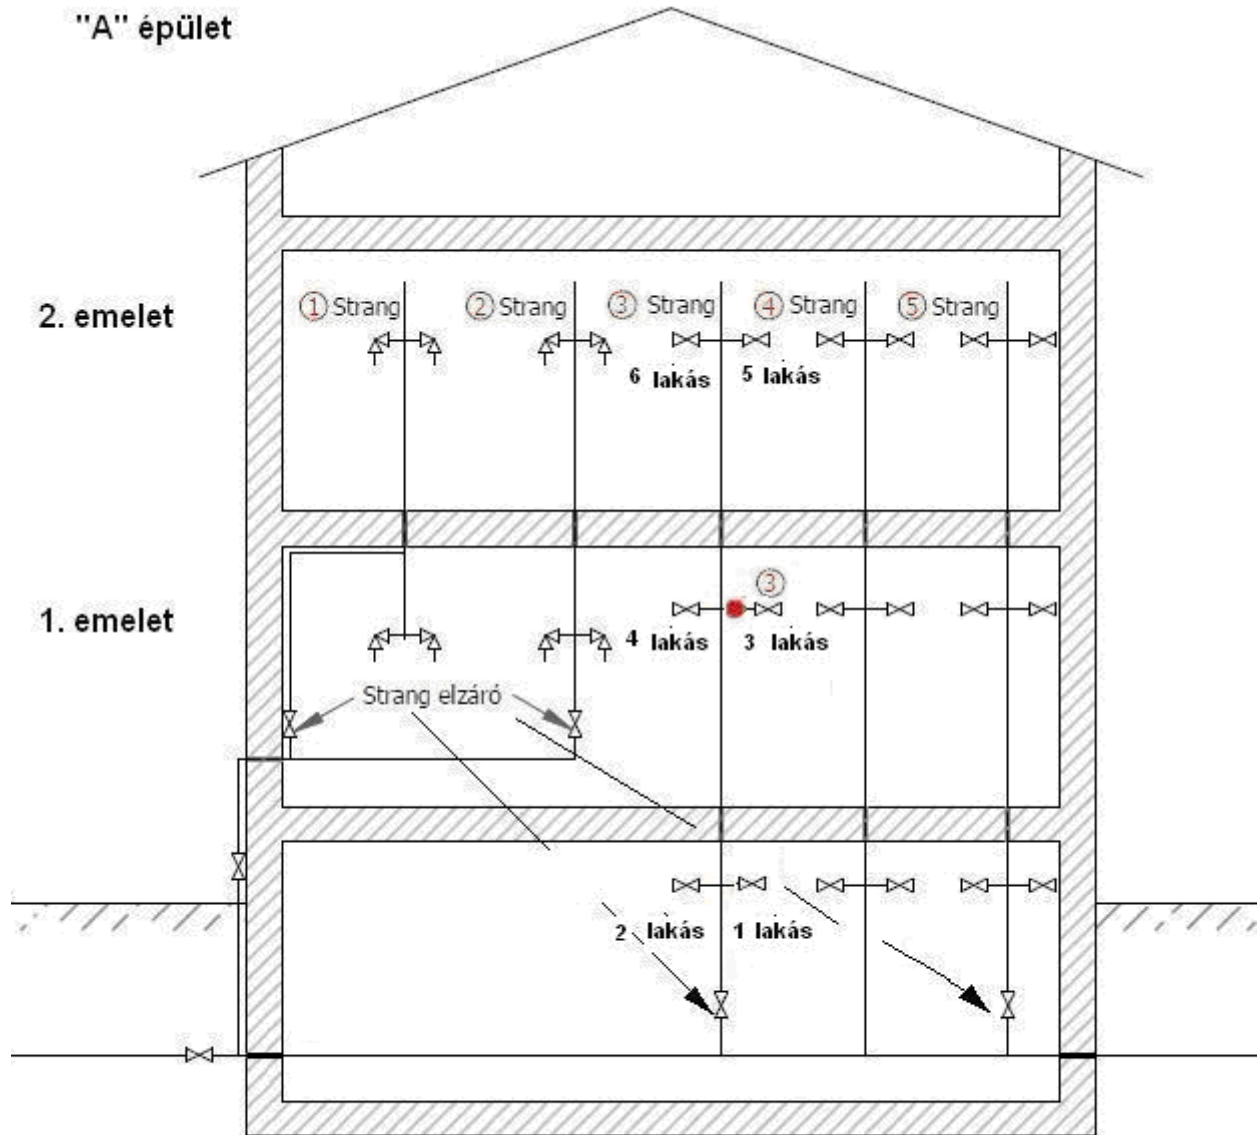 "A" épület
① Strang ② Strang ③ Strang ④ Strang ⑤ Strang
2. emelet
6 lakás 5 lakás
③
1. emelet
4 lakás 3 lakás
Strang elzáró
2 lakás 1 lakás